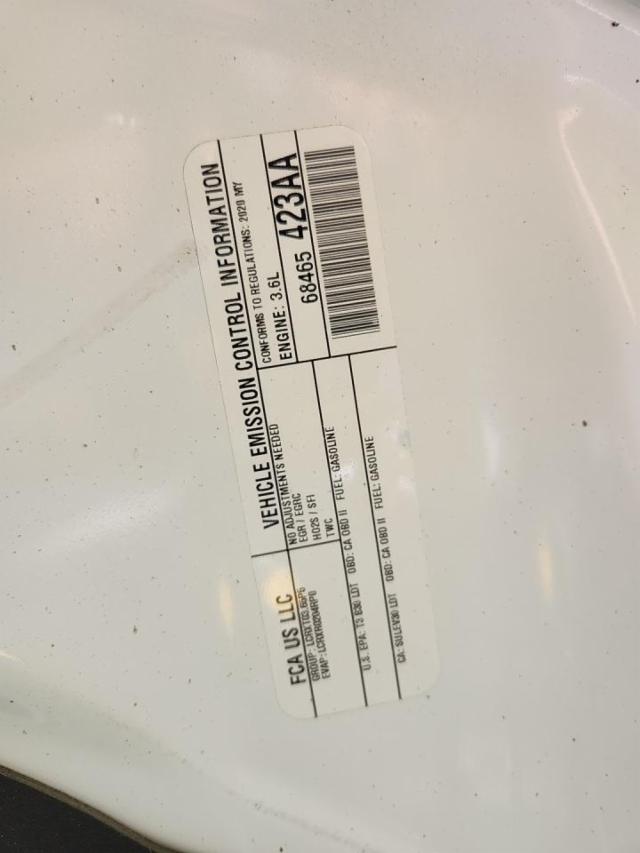 VEHICLE EMISSION CONTROL INFORMATION
FCA US LLC
EVAP: LCRXR0204RP0
NO ADJUSTMENTS NEEDED
EGR / EGRC
HO2S / SFI
TWC
CONFORMS TO REGULATIONS: 2020 MY
ENGINE: 3.6L
68465 423AA
U.S. EPA: T3 B30 LDT OBD: CA OBD II FUEL: GASOLINE
CA: SULEV30 LDT OBD: CA OBD II FUEL: GASOLINE